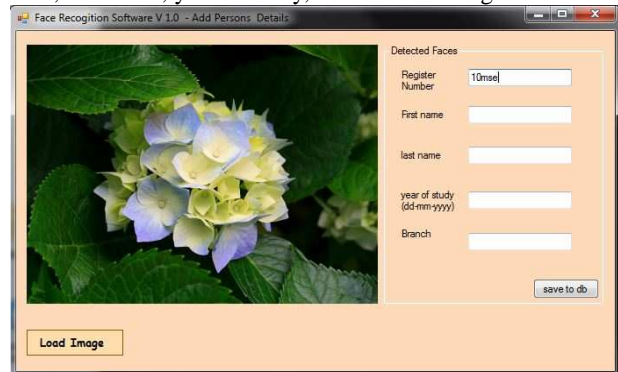 Face Recogition Software V 1.0 - Add Persons Details
Detected Faces
Register
Number
10mse
First name
last name
year of study
(dd-mm-yyyy)
Branch
save to db
Load Image